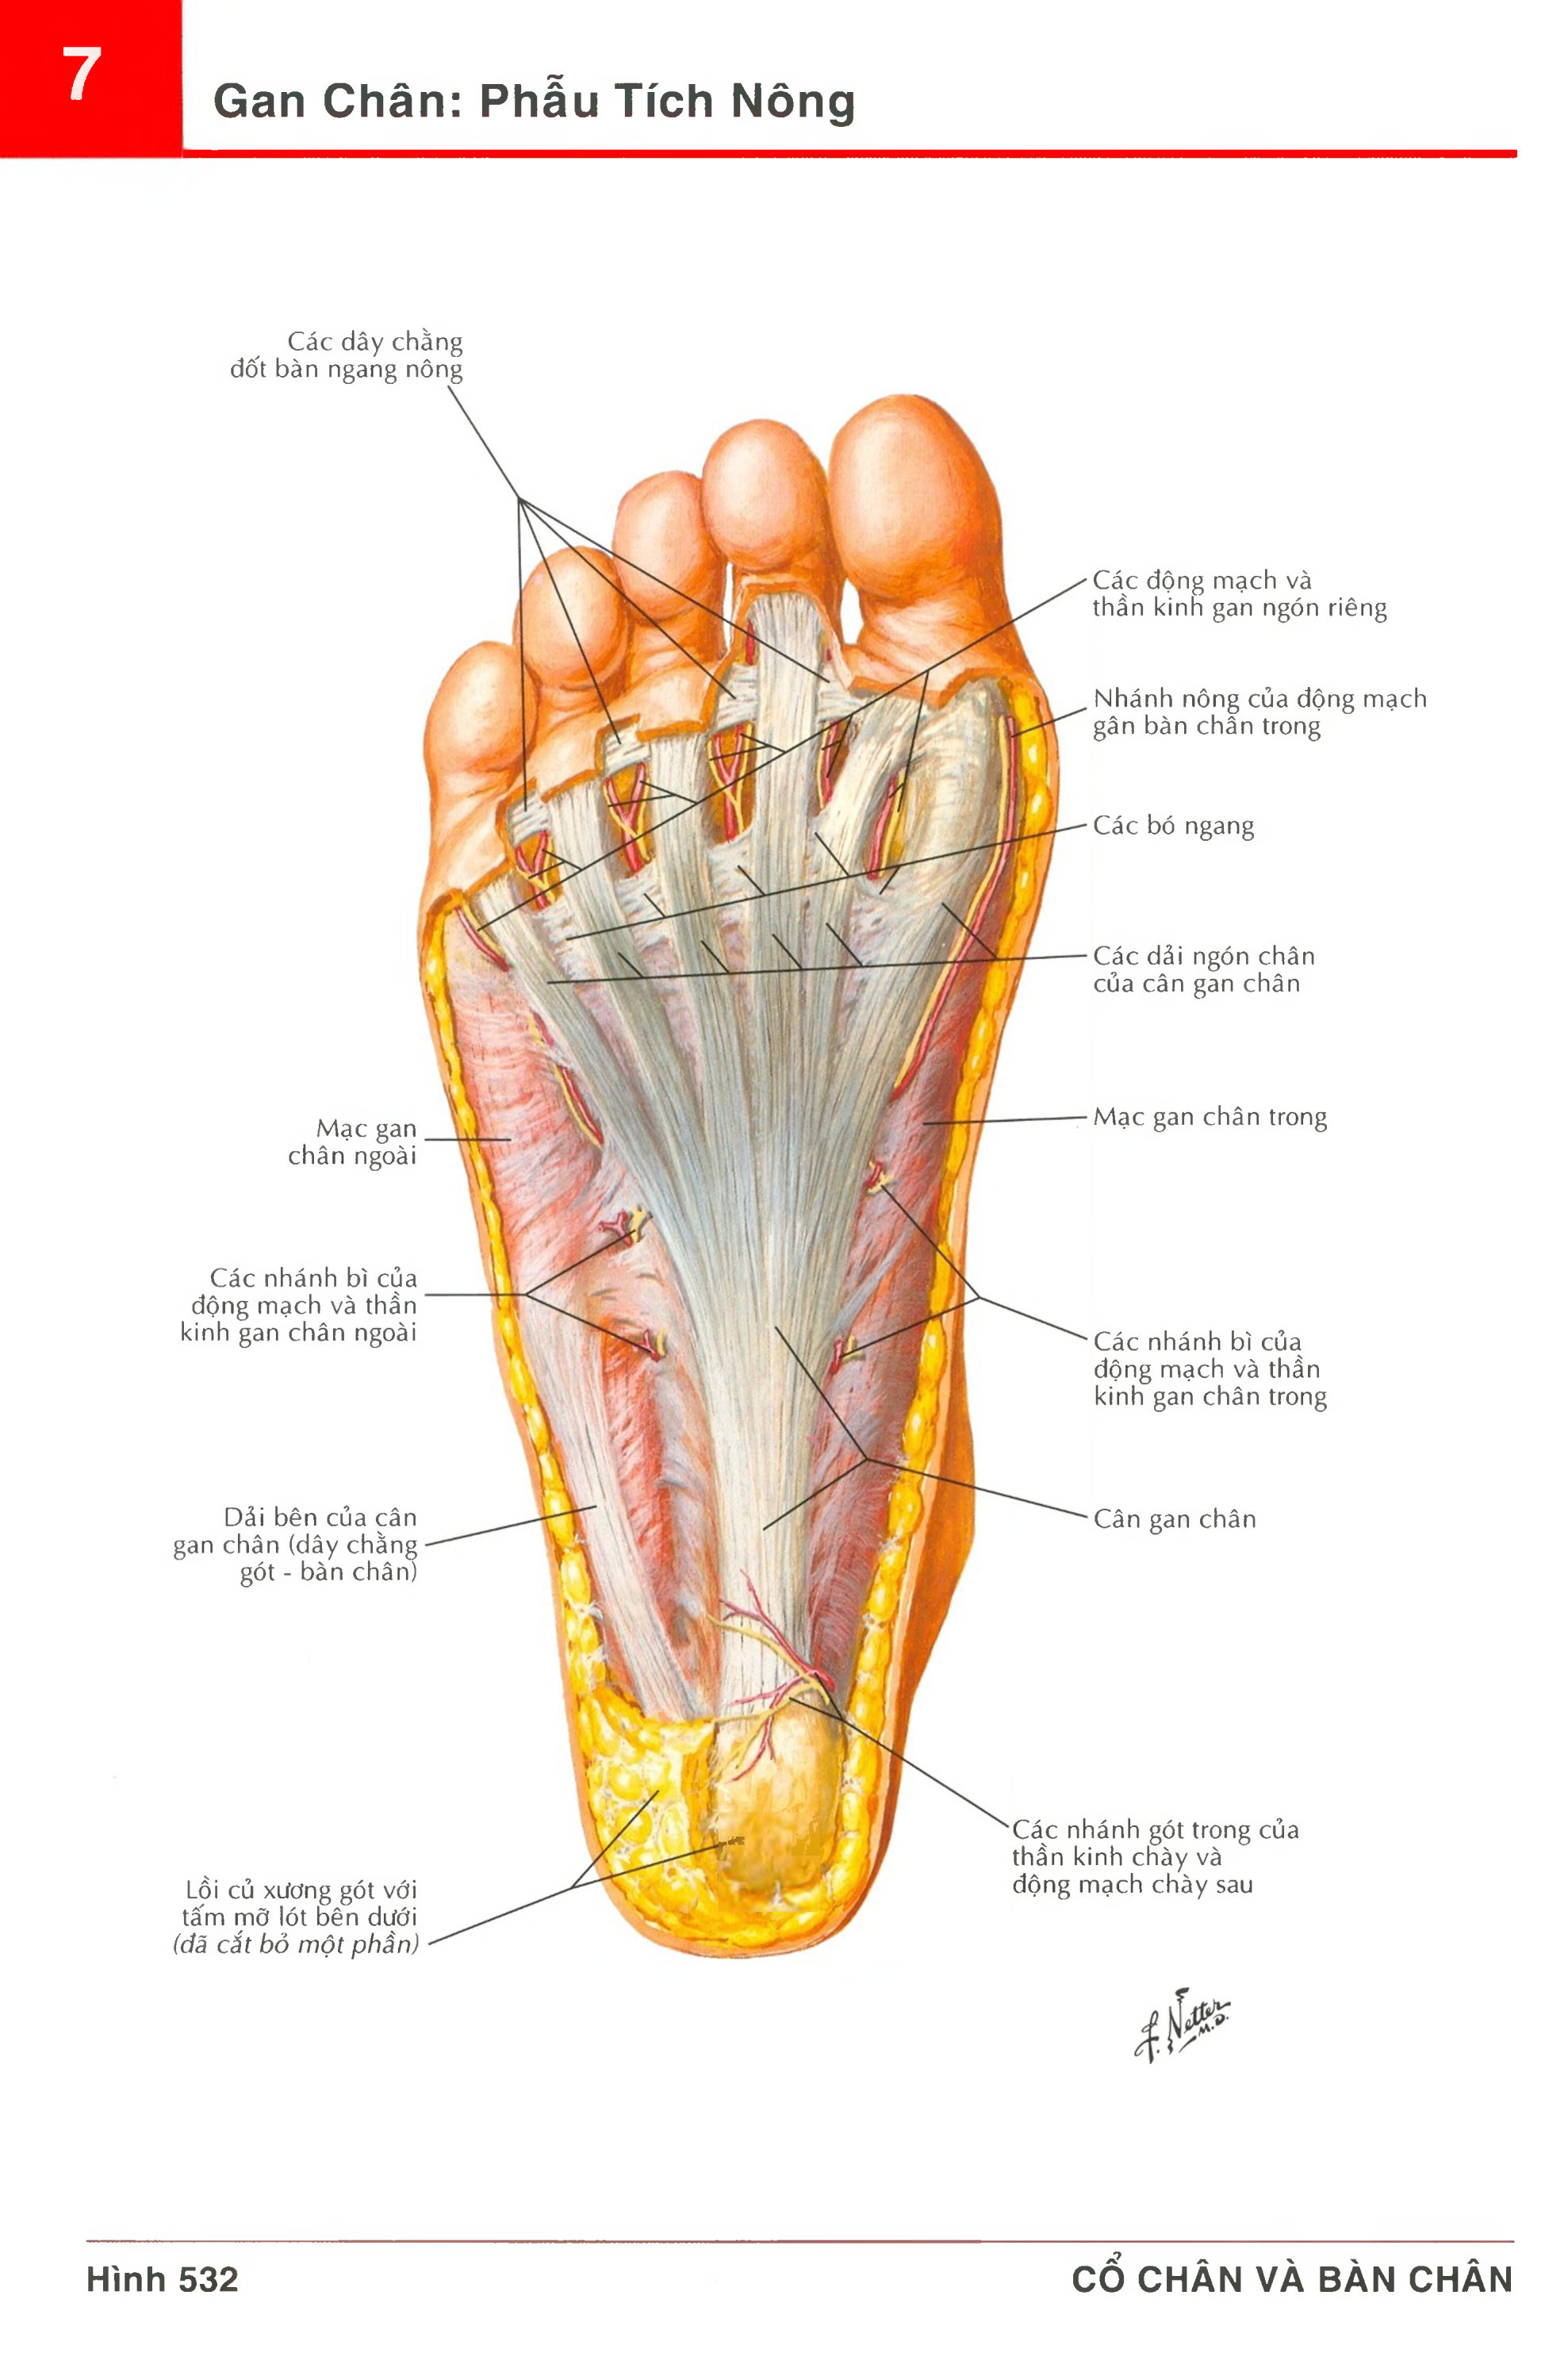 7
Gan Chân: Phẫu Tích Nông
Các dây chằng
đốt bàn ngang nông
Các động mạch và
thần kinh gan ngón riêng
Nhánh nông của động mạch
gân bàn chân trong
Các bó ngang
Các dải ngón chân
của cân gan chân
Mạc gan
chân ngoài
Mạc gan chân trong
Các nhánh bì của
động mạch và thần
kinh gan chân ngoài
Các nhánh bì của
động mạch và thần
kinh gan chân trong
Dải bên của cân
gan chân (dây chằng
gót - bàn chân)
Cân gan chân
Các nhánh gót trong của
thần kinh chày và
động mạch chày sau
Lồi củ xương gót với
tấm mỡ lót bên dưới
(đã cắt bỏ một phần)
F. Netter
M.D.
Hình 532
CỔ CHÂN VÀ BÀN CHÂN